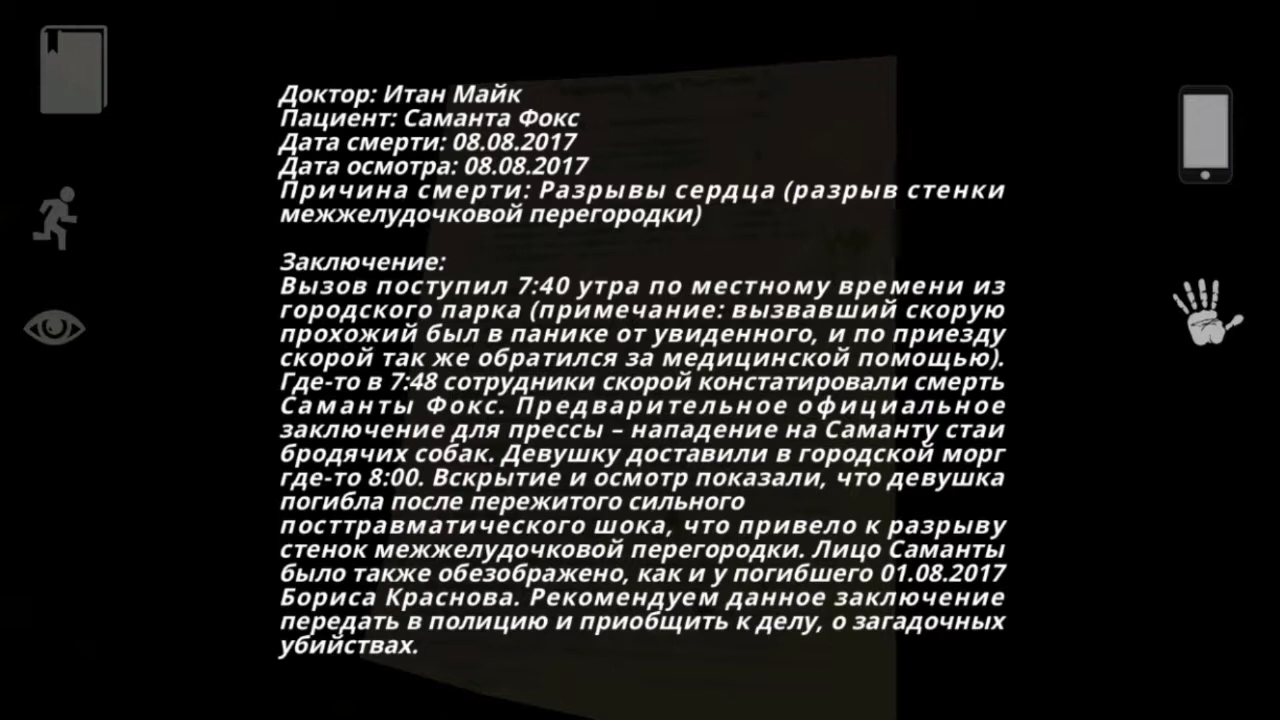 Доктор: Итан Майк
Пациент: Саманта Фокс
Дата смерти: 08.08.2017
Дата осмотра: 08.08.2017
Причина смерти: Разрывы сердца (разрыв стенки
межжелудочковой перегородки)
Заключение:
Вызов поступил 7:40 утра по местному времени из
городского парка (примечание: вызвавший скорую
прохожий был в панике от увиденного, и по приезду
скорой так же обратился за медицинской помощью).
Где-то в 7:48 сотрудники скорой констатировали смерть
Саманты Фокс. Предварительное официальное
заключение для прессы – нападение на Саманту стаи
бродячих собак. Девушку доставили в городской морг
где-то 8:00. Вскрытие и осмотр показали, что девушка
погибла после пережитого сильного
посттравматического шока, что привело к разрыву
стенок межжелудочковой перегородки. Лицо Саманты
было также обезображено, как и у погибшего 01.08.2017
Бориса Краснова. Рекомендуем данное заключение
передать в полицию и приобщить к делу, о загадочных
убийствах.